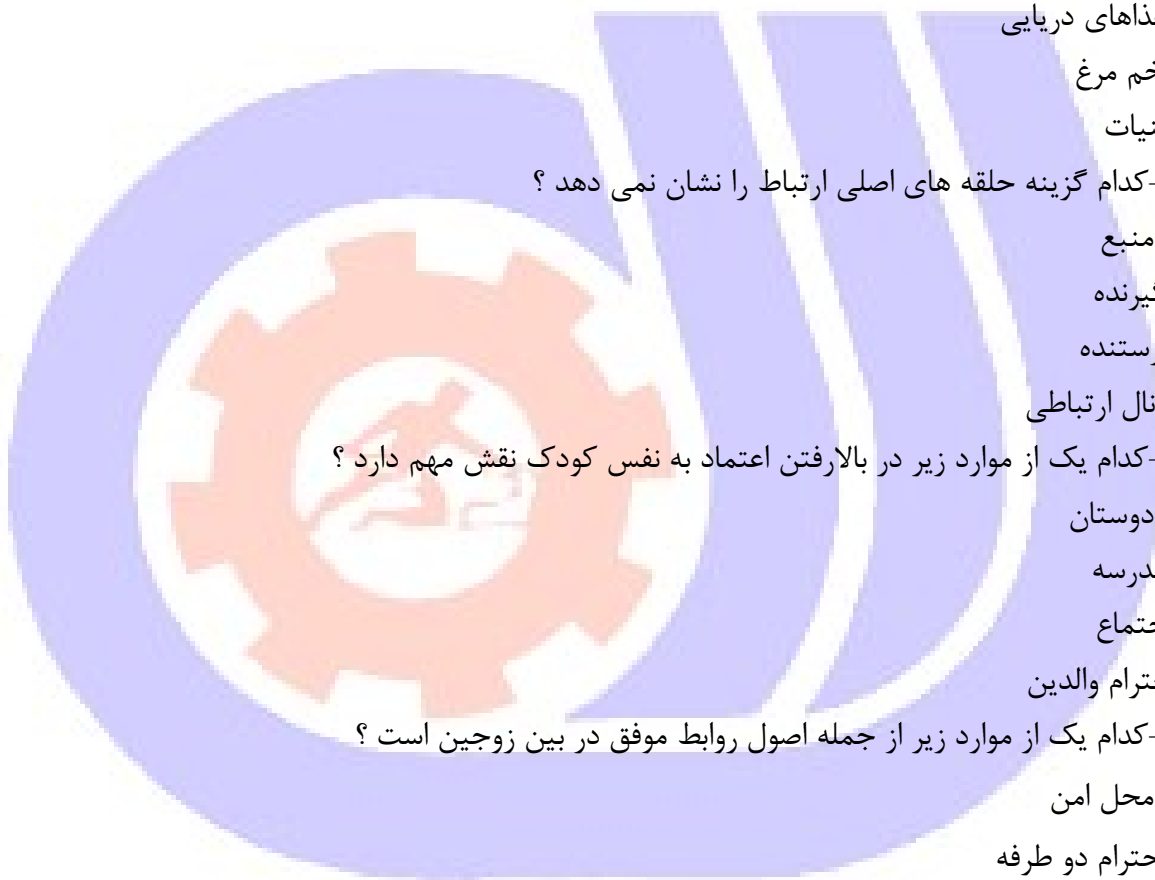 ذاهای دریایی
خم مرغ
نیات
-کدام گزینه حلقه های اصلی ارتباط را نشان نمی دهد ؟
منبع
یرنده
ستنده
نال ارتباطی
-کدام یک از موارد زیر در بالارفتن اعتماد به نفس کودک نقش مهم دارد ؟
دوستان
درسه
جتماع
حترام والدین
-کدام یک از موارد زیر از جمله اصول روابط موفق در بین زوجین است ؟
محل امن
حترام دو طرفه